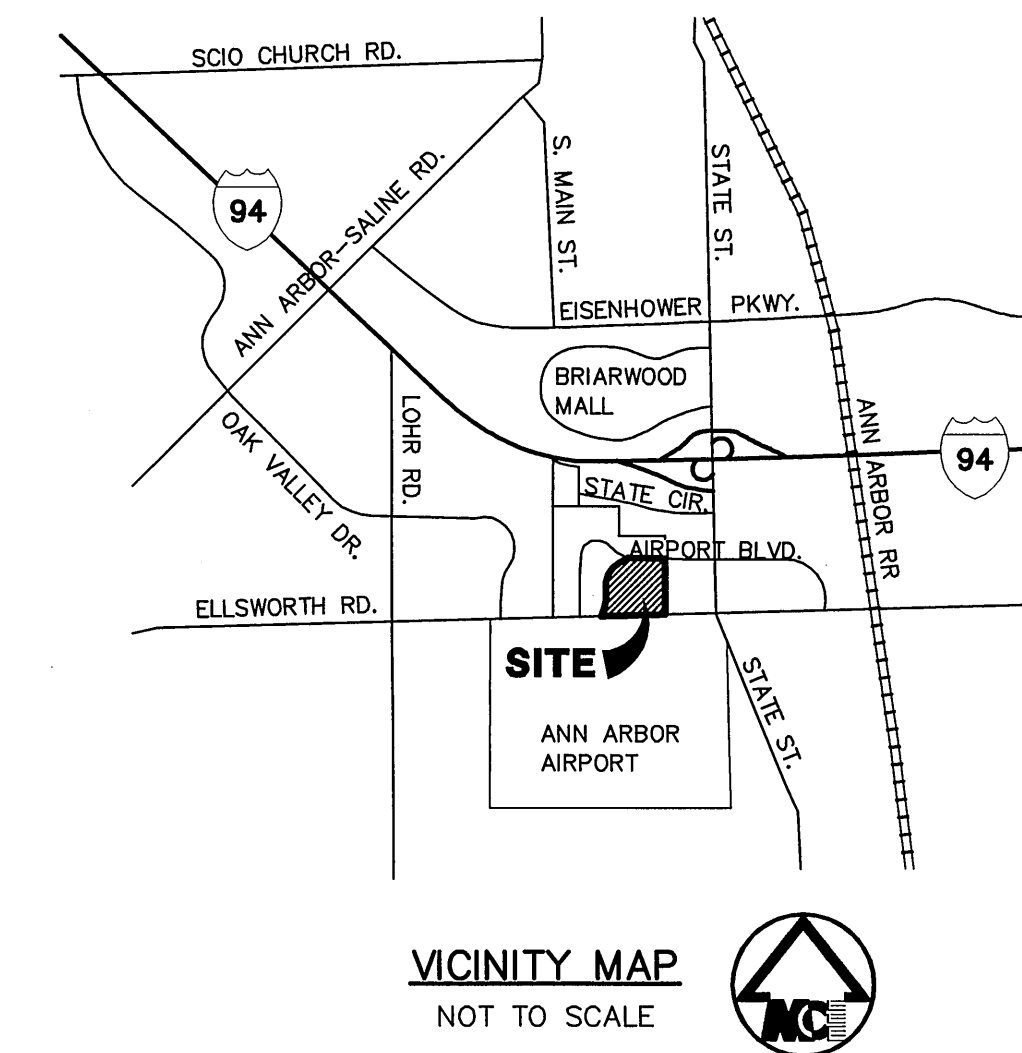 SCIO CHURCH RD.
94
ANN ARBOR-SALINE RD.
S. MAIN ST.
STATE ST.
EISENHOWER PKWY.
BRIARWOOD
MALL
OAK VALLEY DR.
LOHR RD.
ANN ARBOR RR
94
STATE CIR.
AIRPORT BLVD.
ELLSWORTH RD.
SITE
STATE ST.
ANN ARBOR
AIRPORT
VICINITY MAP
NOT TO SCALE